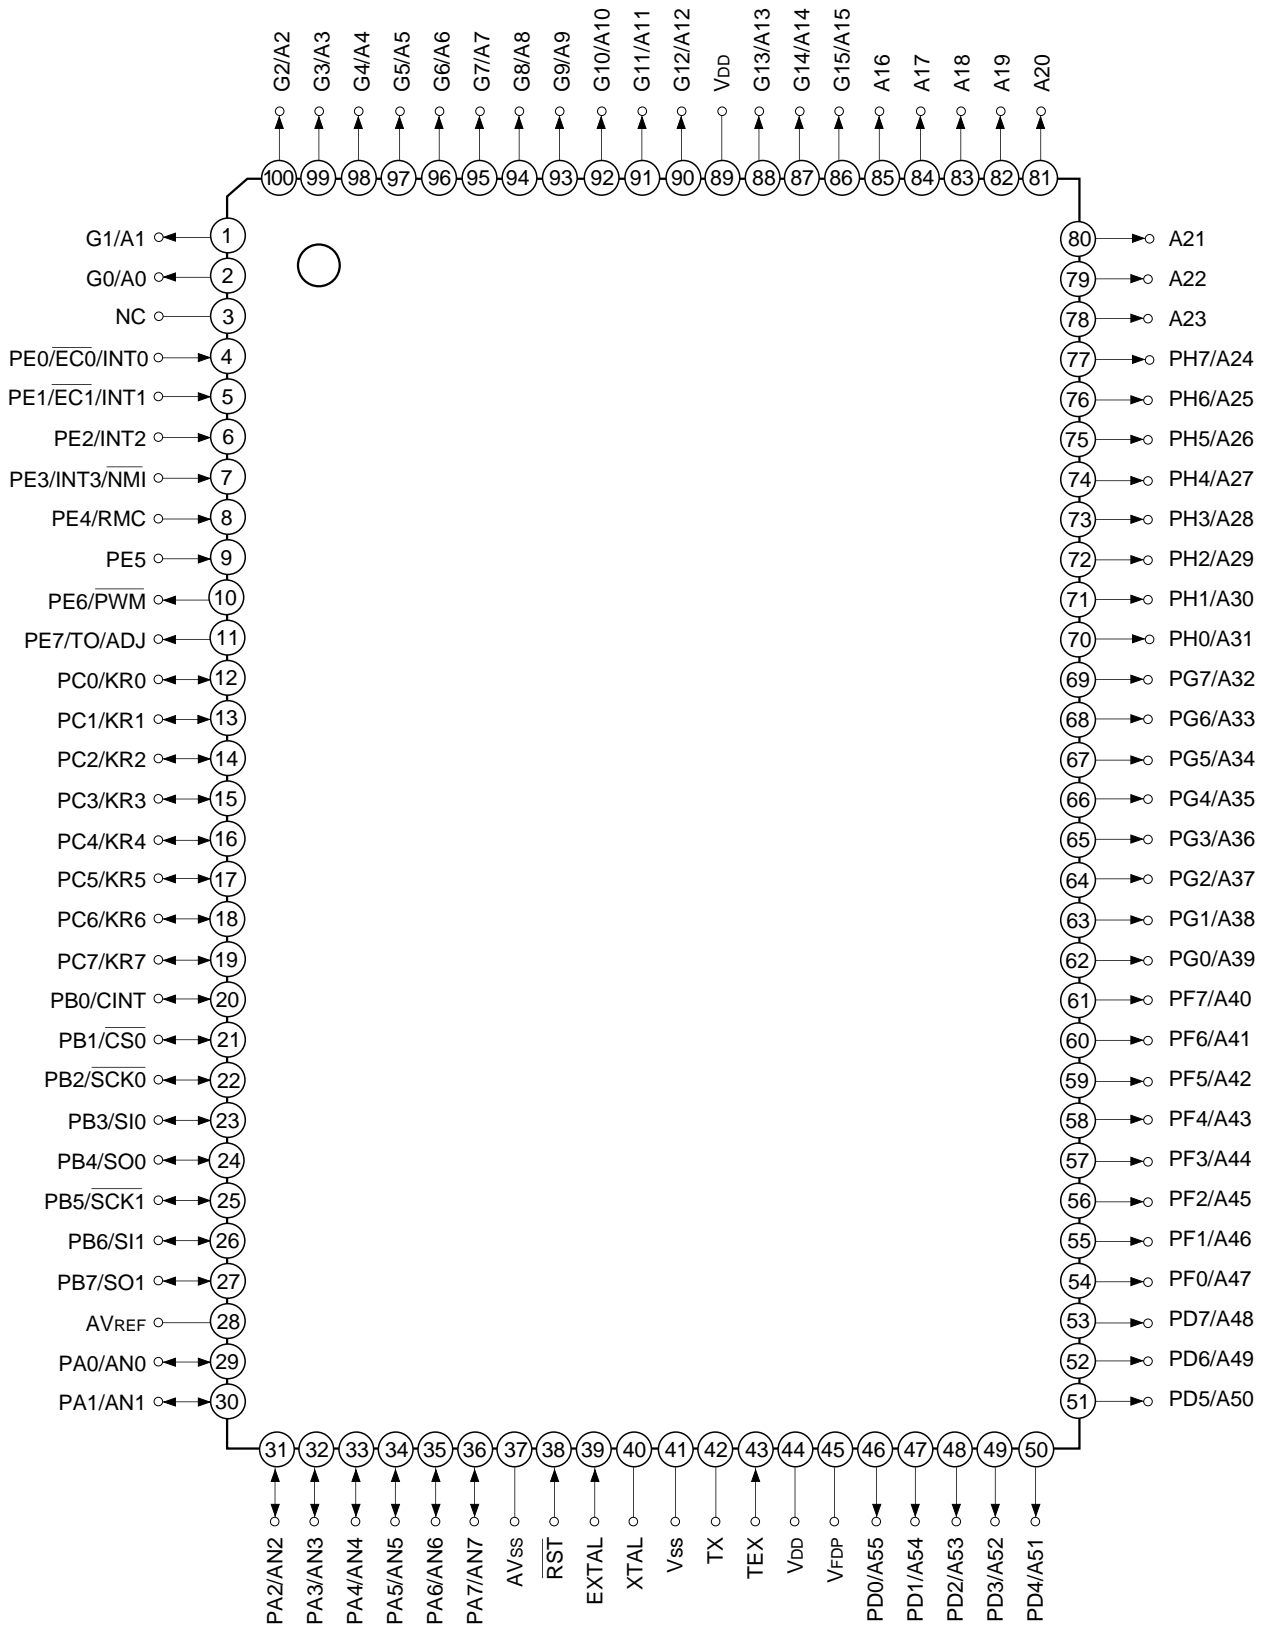 G2/A2
G3/A3
G4/A4
G5/A5
G6/A6
G7/A7
G8/A8
G9/A9
G10/A10
G11/A11
G12/A12
VDD
G13/A13
G14/A14
G15/A15
A16
A17
A18
A19
A20
100 99 98 97 96 95 94 93 92 91 90 89 88 87 86 85 84 83 82 81
G1/A1 1
80 A21
G0/A0 2
79 A22
NC 3
78 A23
PE0/E̅C̅0̅/INT0 4
77 PH7/A24
PE1/E̅C̅1̅/INT1 5
76 PH6/A25
PE2/INT2 6
75 PH5/A26
PE3/INT3/N̅M̅I̅ 7
74 PH4/A27
PE4/RMC 8
73 PH3/A28
PE5 9
72 PH2/A29
PE6/P̅W̅M̅ 10
71 PH1/A30
PE7/TO/ADJ 11
70 PH0/A31
PC0/KR0 12
69 PG7/A32
PC1/KR1 13
68 PG6/A33
PC2/KR2 14
67 PG5/A34
PC3/KR3 15
66 PG4/A35
PC4/KR4 16
65 PG3/A36
PC5/KR5 17
64 PG2/A37
PC6/KR6 18
63 PG1/A38
PC7/KR7 19
62 PG0/A39
PB0/CINT 20
61 PF7/A40
PB1/C̅S̅0̅ 21
60 PF6/A41
PB2/S̅C̅K̅0̅ 22
59 PF5/A42
PB3/SI0 23
58 PF4/A43
PB4/SO0 24
57 PF3/A44
PB5/S̅C̅K̅1̅ 25
56 PF2/A45
PB6/SI1 26
55 PF1/A46
PB7/SO1 27
54 PF0/A47
AVREF 28
53 PD7/A48
PA0/AN0 29
52 PD6/A49
PA1/AN1 30
51 PD5/A50
31 32 33 34 35 36 37 38 39 40 41 42 43 44 45 46 47 48 49 50
PA2/AN2
PA3/AN3
PA4/AN4
PA5/AN5
PA6/AN6
PA7/AN7
AVss
R̅S̅T̅
EXTAL
XTAL
Vss
TX
TEX
VDD
VFDP
PD0/A55
PD1/A54
PD2/A53
PD3/A52
PD4/A51